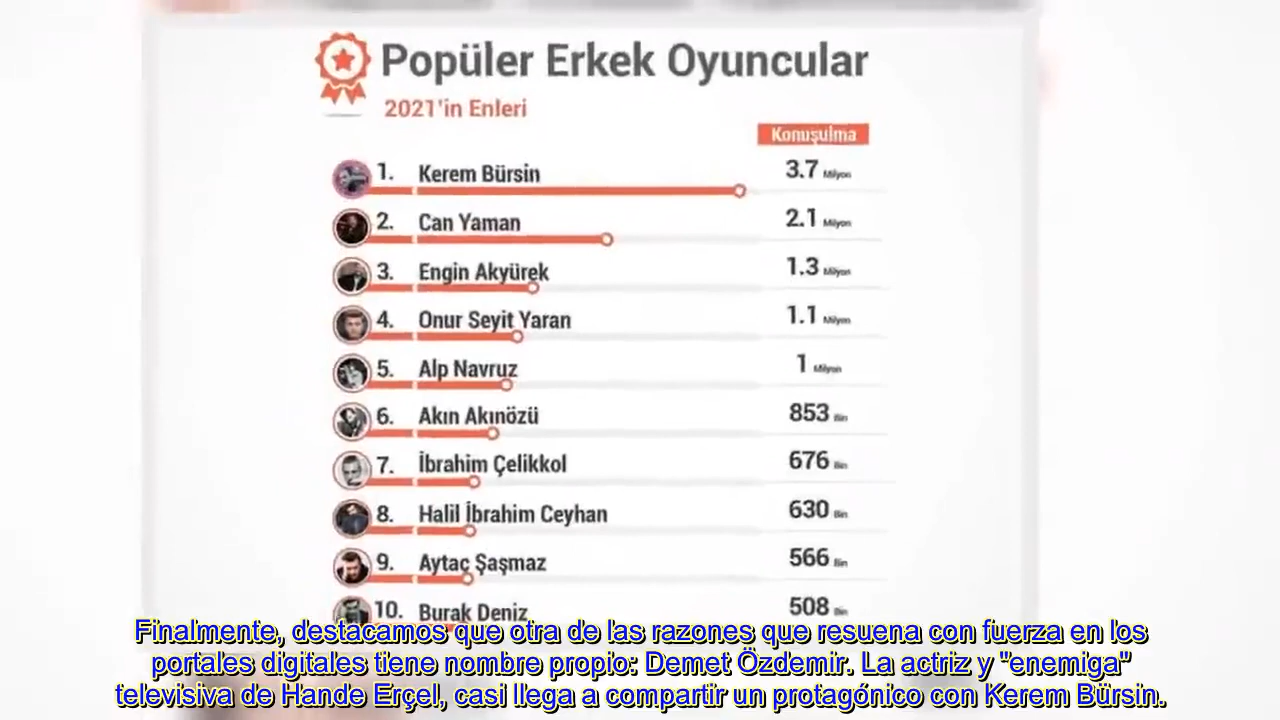 Popüler Erkek Oyuncular
2021'in Enleri
Konuşulma
1. Kerem Bürsin 3.7 Milyon
2. Can Yaman 2.1 Milyon
3. Engin Akyürek 1.3 Milyon
4. Onur Seyit Yaran 1.1 Milyon
5. Alp Navruz 1 Milyon
6. Akın Akınözü 853 Bin
7. İbrahim Çelikkol 676 Bin
8. Halil İbrahim Ceyhan 630 Bin
9. Aytaç Şaşmaz 566 Bin
10. Burak Deniz 508 Bin
Finalmente, destacamos que otra de las razones que resuena con fuerza en los
portales digitales tiene nombre propio: Demet Özdemir. La actriz y "enemiga"
televisiva de Hande Erçel, casi llega a compartir un protagónico con Kerem Bürsin.